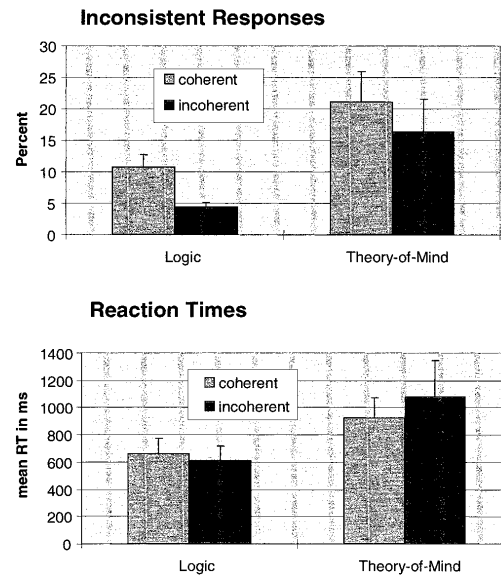 Inconsistent Responses
30
25
20
15
10
5
0
Percent
coherent
incoherent
Logic Theory-of-Mind
Reaction Times
1400
1200
1000
800
600
400
200
0
mean RT in ms
coherent
incoherent
Logic Theory-of-Mind